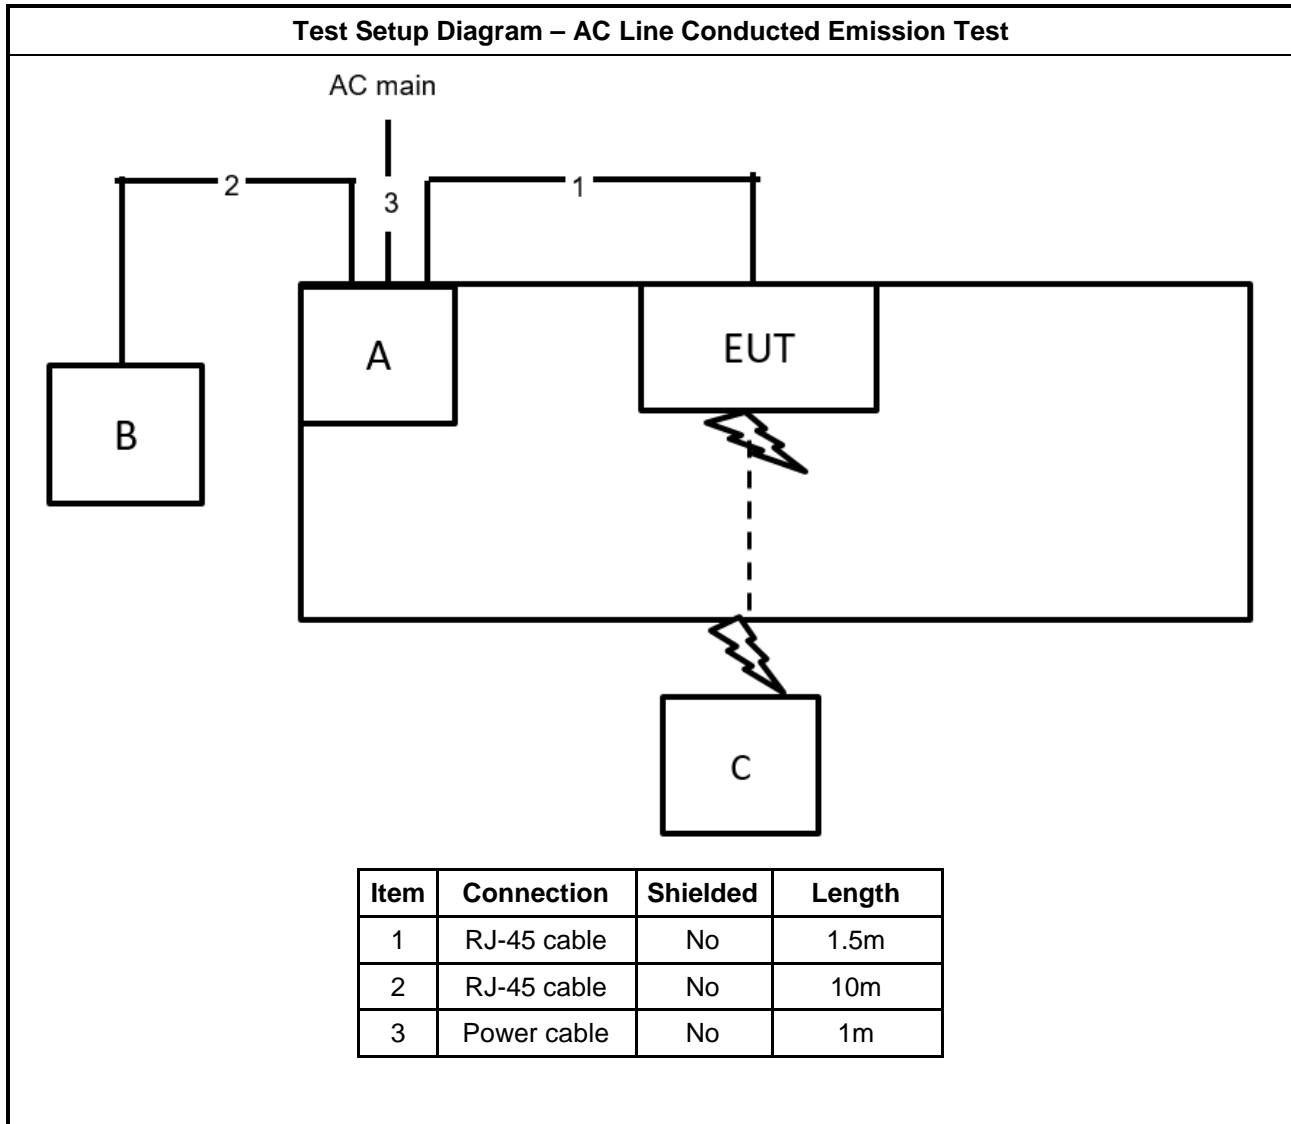 Test Setup Diagram – AC Line Conducted Emission Test
AC main
2
3
1
A
EUT
B
C
Item Connection Shielded Length
1 RJ-45 cable No 1.5m
2 RJ-45 cable No 10m
3 Power cable No 1m